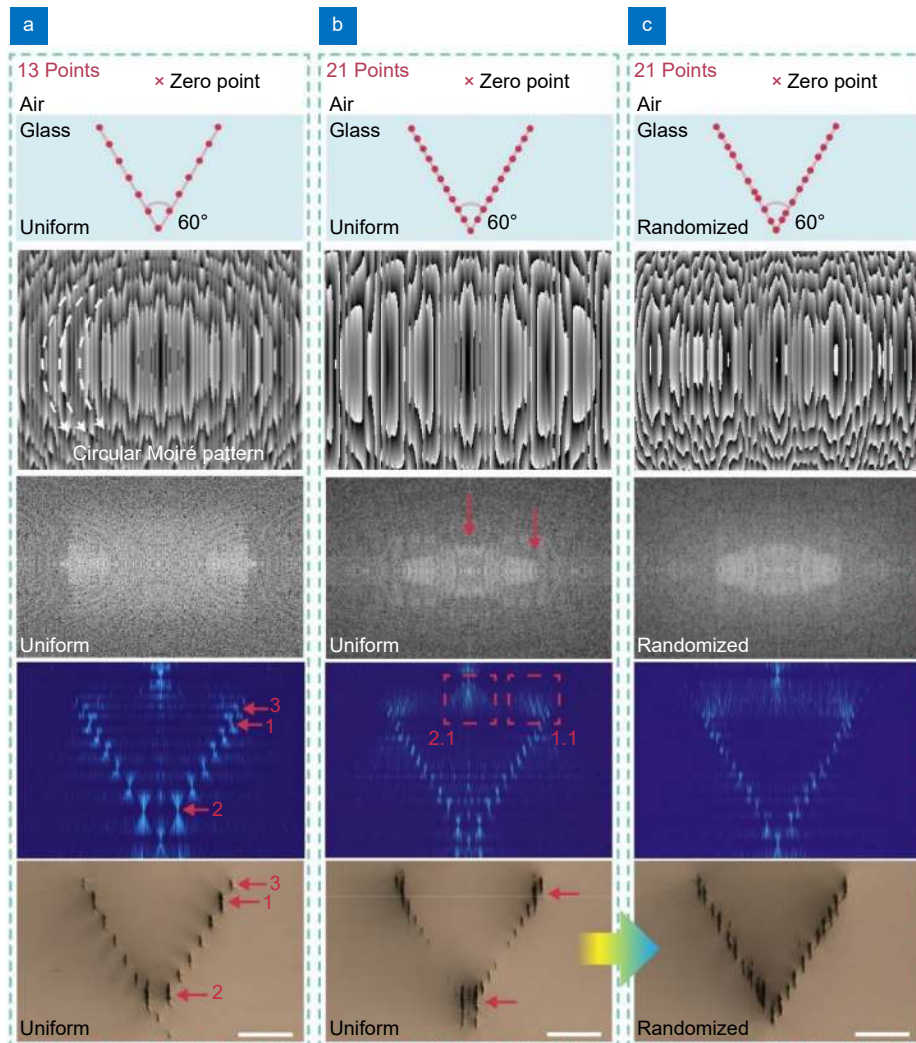 a
13 Points
× Zero point
Air
Glass
60°
Uniform
Circular Moiré pattern
Uniform
3
1
2
3
1
2
Uniform
b
21 Points
× Zero point
Air
Glass
60°
Uniform
Uniform
2.1
1.1
Uniform
c
21 Points
× Zero point
Air
Glass
60°
Randomized
Randomized
Randomized